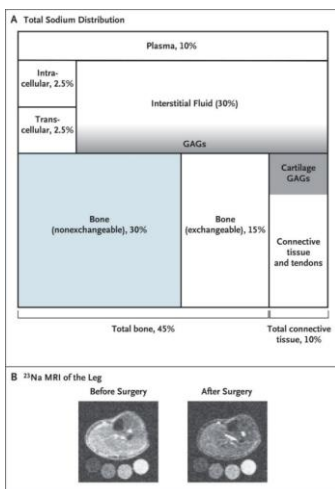 A Total Sodium Distribution
Plasma, 10%
Intra-
cellular, 2.5%
Interstitial Fluid (30%)
Trans-
cellular, 2.5%
GAGs
Bone
(nonexchangeable), 30%
Bone
(exchangeable), 15%
Cartilage
GAGs
Connective
tissue
and tendons
Total bone, 45%
Total connective
tissue, 10%
B ²³Na MRI of the Leg
Before Surgery
After Surgery